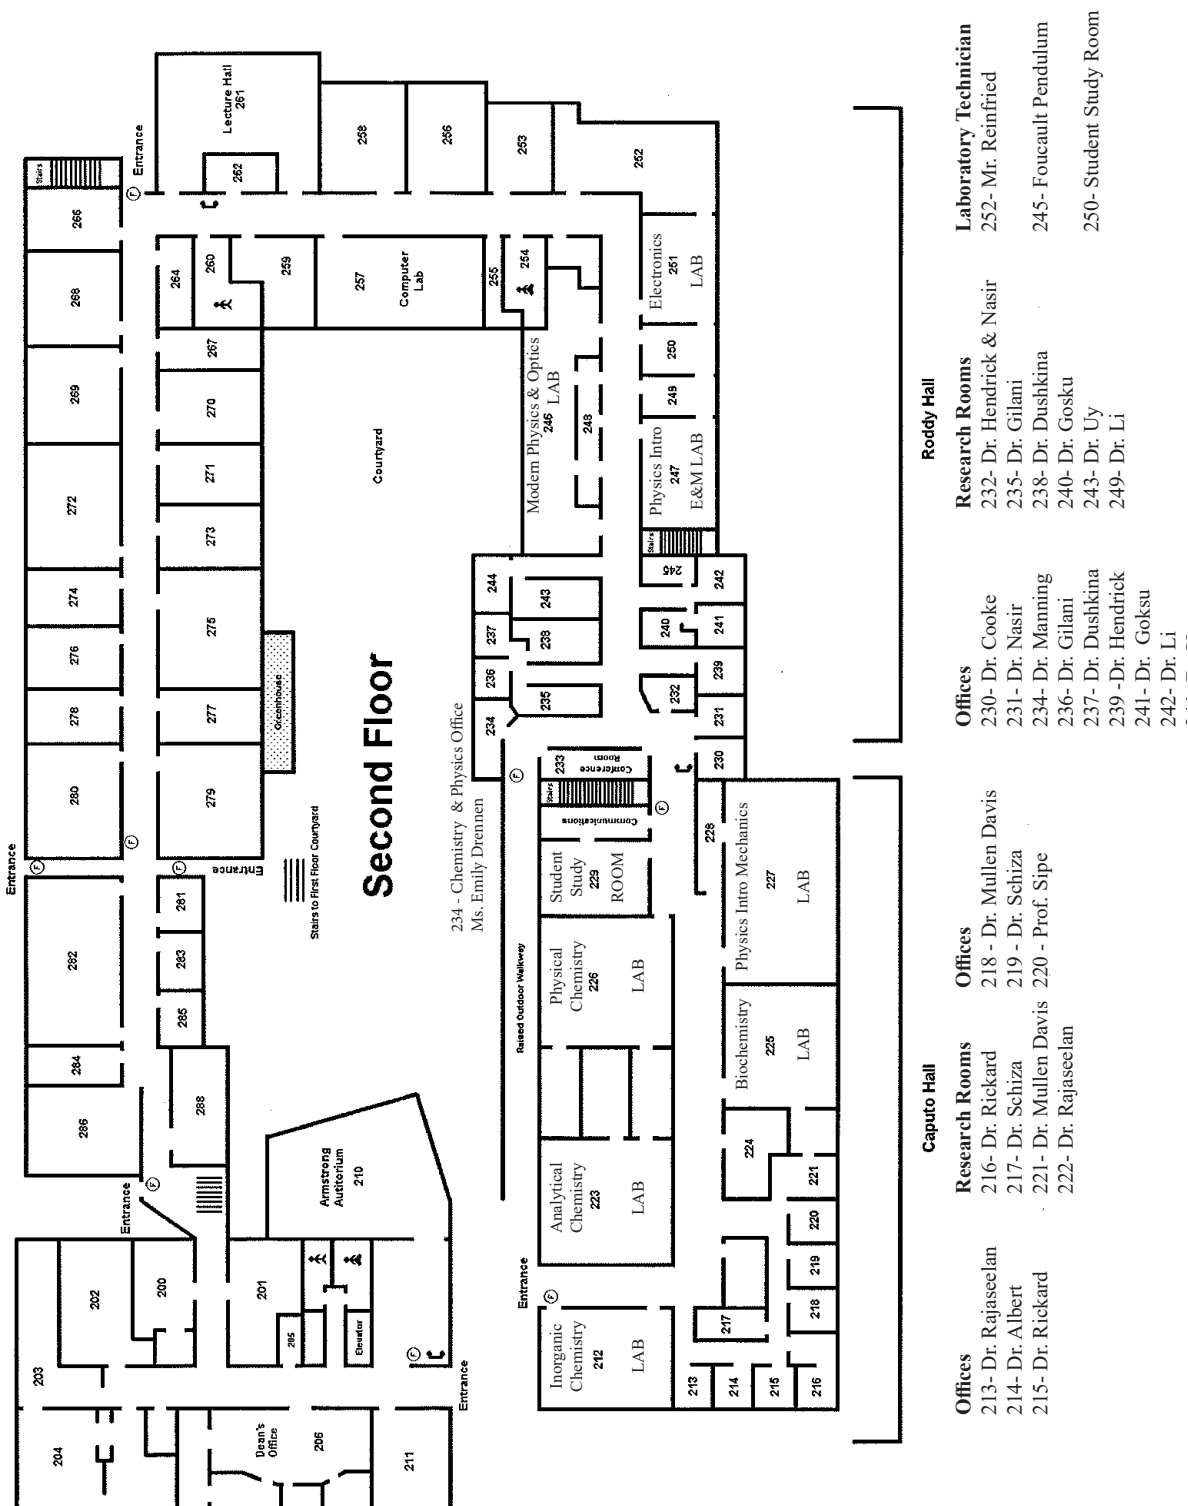 Second Floor
Entrance
F
Stairs
266
268
269
272
274
276
278
280
Entrance
F
F
F
282
284
286
Entrance
F
Lecture Hall
261
262
258
256
253
252
264
260
259
257
Computer
Lab
255
254
267
270
271
273
275
277
279
Greenhouse
Entrance
Stairs to First Floor Courtyard
Courtyard
281
283
285
288
Armstrong
Autitorium
210
200
201
202
203
204
205
Elevator
F
Entrance
Dean's
Office
206
211
Modern Physics & Optics
LAB
246
248
Electronics
251
LAB
250
249
Physics Intro
247
E&M LAB
Stairs
245
244
243
242
237
238
240
241
236
235
239
232
231
234
230
234 - Chemistry & Physics Office
Ms. Emily Drennen
F
Raised Outdoor Walkway
233
Conference
Room
Stairs
Communications
F
228
Student
Study
229
ROOM
Physics Intro Mechanics
227
LAB
Physical
Chemistry
226
LAB
Biochemistry
225
LAB
224
Analytical
Chemistry
223
LAB
221
220
219
218
217
Entrance
F
Inorganic
Chemistry
212
LAB
213
214
215
216
Caputo Hall
Offices
213- Dr. Rajaseelan
214- Dr. Albert
215- Dr. Rickard
Research Rooms
216- Dr. Rickard
217- Dr. Schiza
221- Dr. Mullen Davis
222- Dr. Rajaseelan
Offices
218 - Dr. Mullen Davis
219 - Dr. Schiza
220 - Prof. Sipe
Roddy Hall
Offices
230- Dr. Cooke
231- Dr. Nasir
234- Dr. Manning
236- Dr. Gilani
237- Dr. Dushkina
239 -Dr. Hendrick
241- Dr. Goksu
242- Dr. Li
Research Rooms
232- Dr. Hendrick & Nasir
235- Dr. Gilani
238- Dr. Dushkina
240- Dr. Gosku
243- Dr. Uy
249- Dr. Li
Laboratory Technician
252- Mr. Reinfried
245- Foucault Pendulum
250- Student Study Room